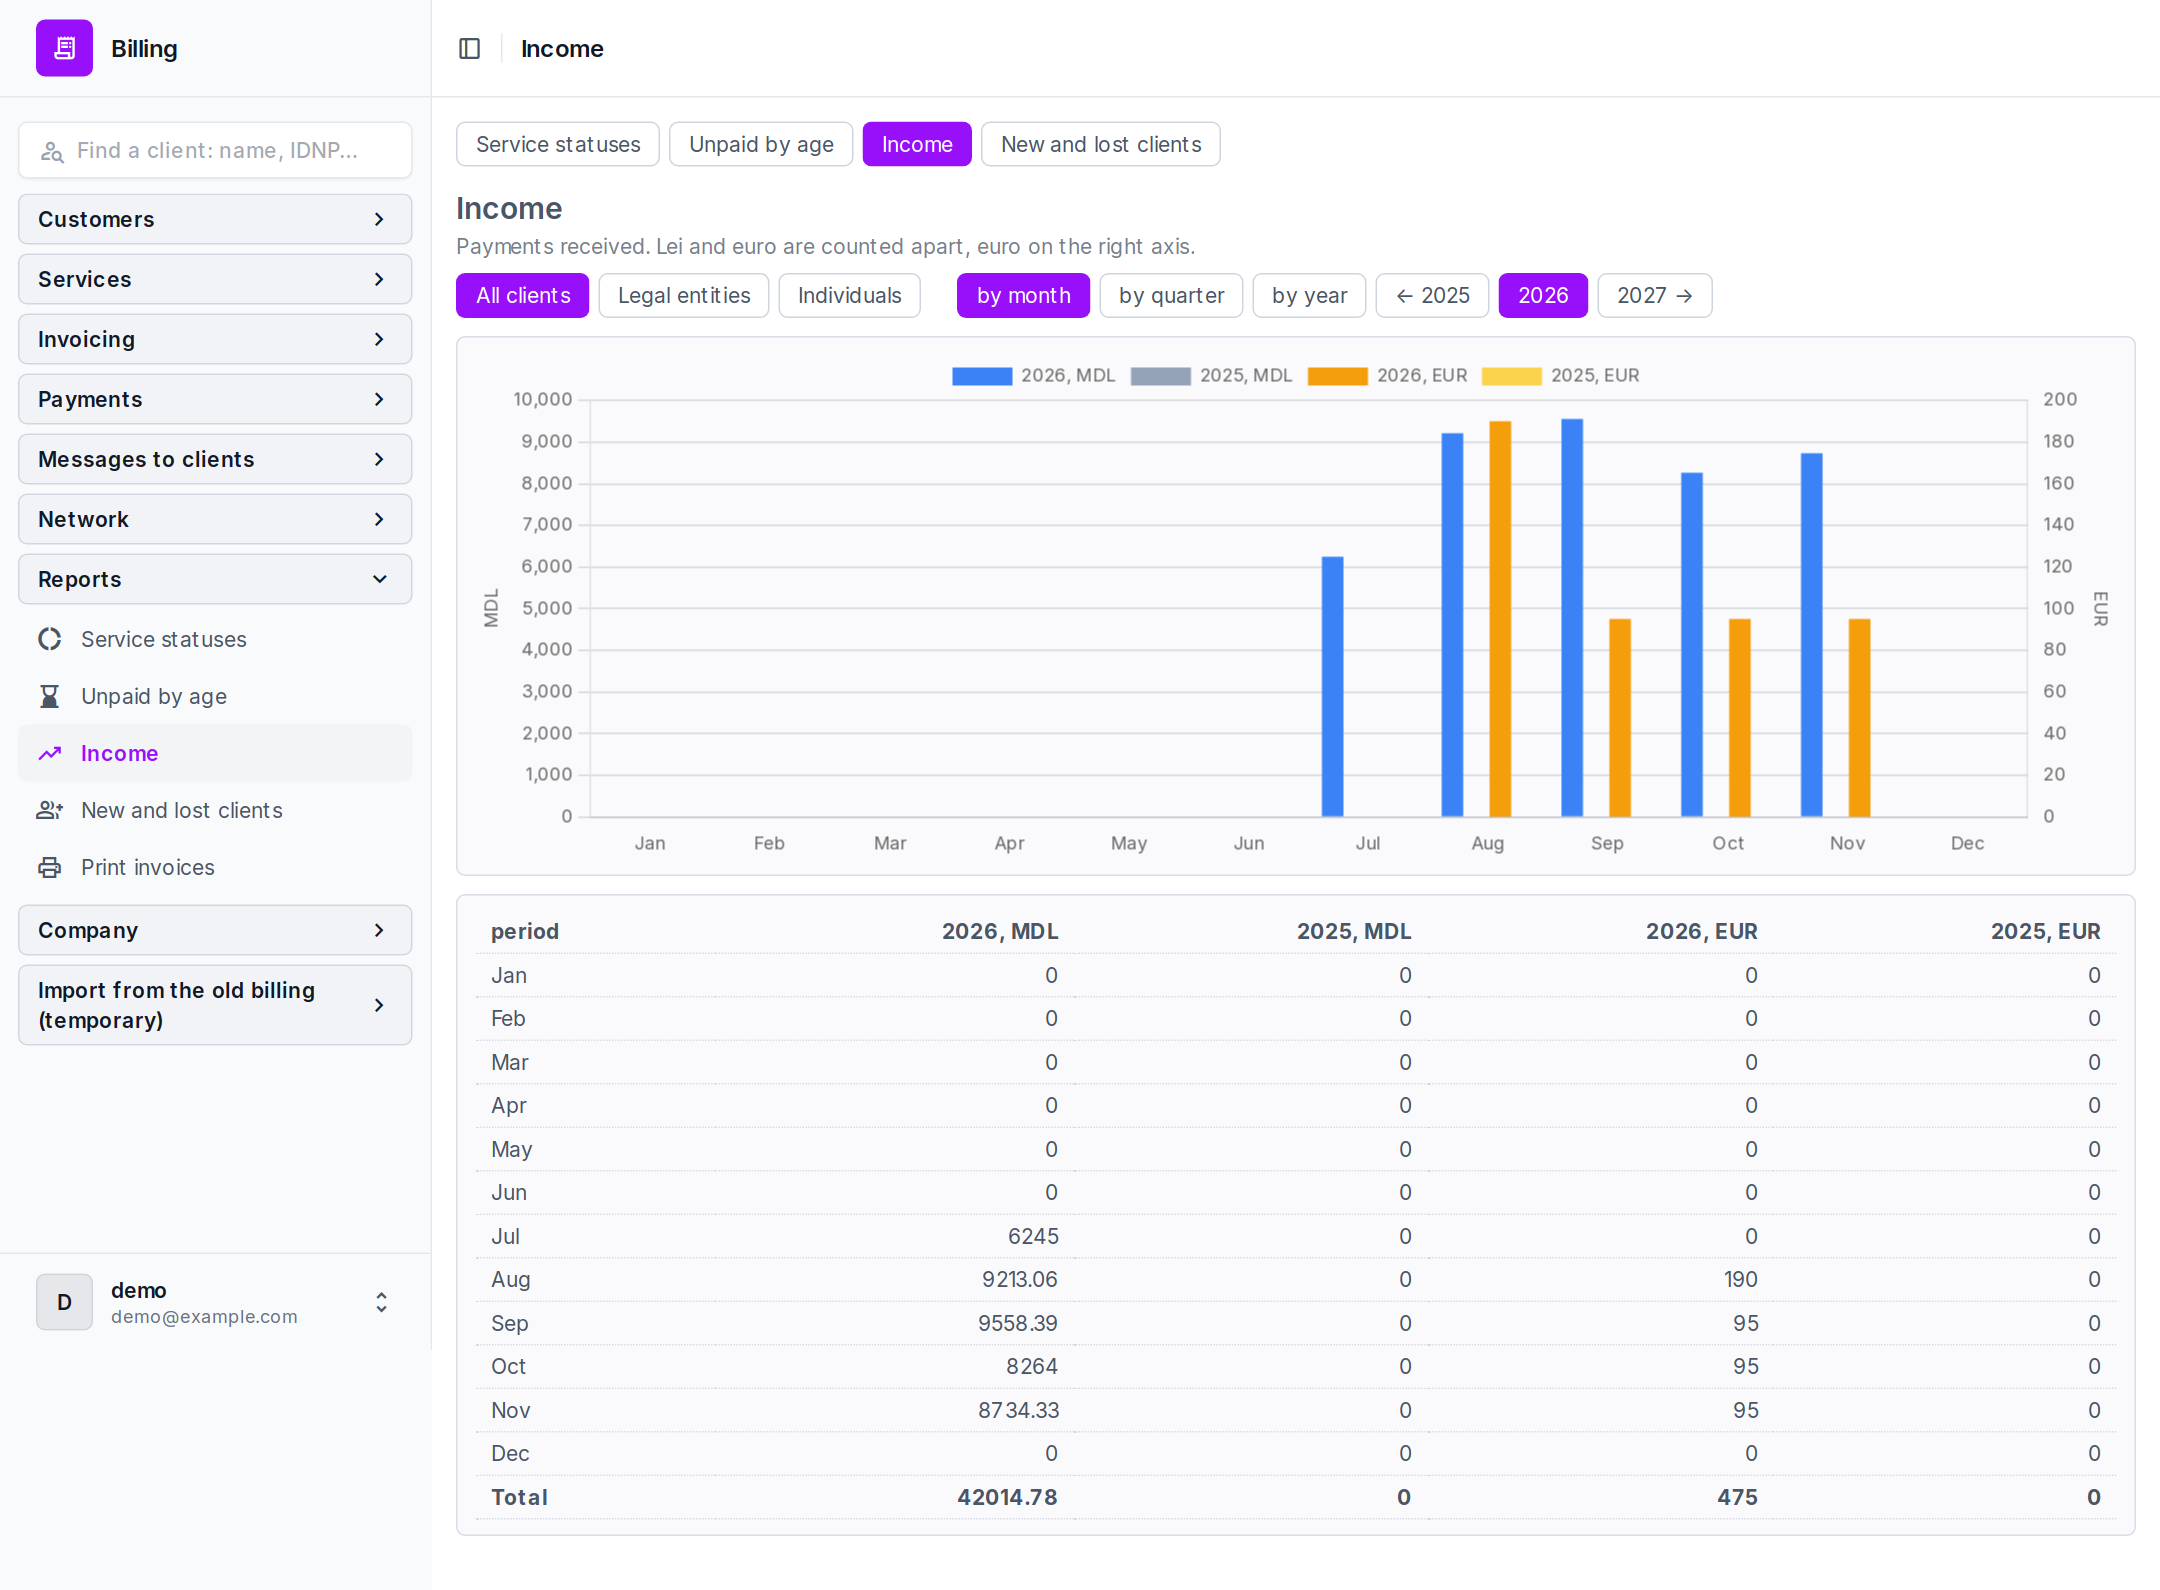 Billing
Income
Find a client: name, IDNP...
Customers
Services
Invoicing
Payments
Messages to clients
Network
Reports
Service statuses
Unpaid by age
Income
New and lost clients
Print invoices
Company
Import from the old billing
(temporary)
D
demo
demo@example.com
Service statuses Unpaid by age Income New and lost clients
Income
Payments received. Lei and euro are counted apart, euro on the right axis.
All clients Legal entities Individuals by month by quarter by year ← 2025 2026 2027 →
2026, MDL 2025, MDL 2026, EUR 2025, EUR
10,000 200
9,000 180
8,000 160
7,000 140
6,000 120
MDL 5,000 100 EUR
4,000 80
3,000 60
2,000 40
1,000 20
0 0
Jan Feb Mar Apr May Jun Jul Aug Sep Oct Nov Dec
period 2026, MDL 2025, MDL 2026, EUR 2025, EUR
Jan 0 0 0 0
Feb 0 0 0 0
Mar 0 0 0 0
Apr 0 0 0 0
May 0 0 0 0
Jun 0 0 0 0
Jul 6245 0 0 0
Aug 9213.06 0 190 0
Sep 9558.39 0 95 0
Oct 8264 0 95 0
Nov 8734.33 0 95 0
Dec 0 0 0 0
Total 42014.78 0 475 0